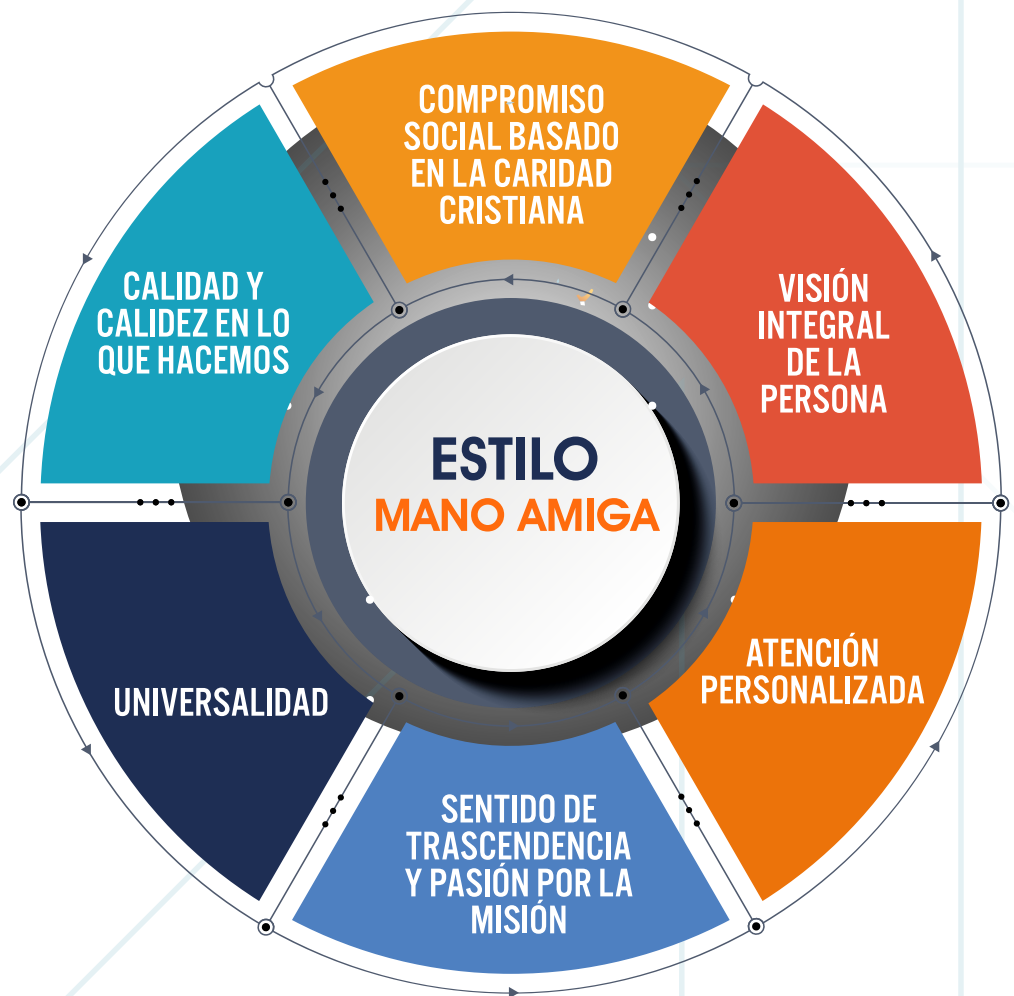 COMPROMISO
SOCIAL BASADO
EN LA CARIDAD
CRISTIANA
CALIDAD Y
CALIDEZ EN LO
QUE HACEMOS
VISIÓN
INTEGRAL
DE LA
PERSONA
ESTILO
MANO AMIGA
UNIVERSALIDAD
ATENCIÓN
PERSONALIZADA
SENTIDO DE
TRASCENDENCIA
Y PASIÓN POR LA
MISIÓN